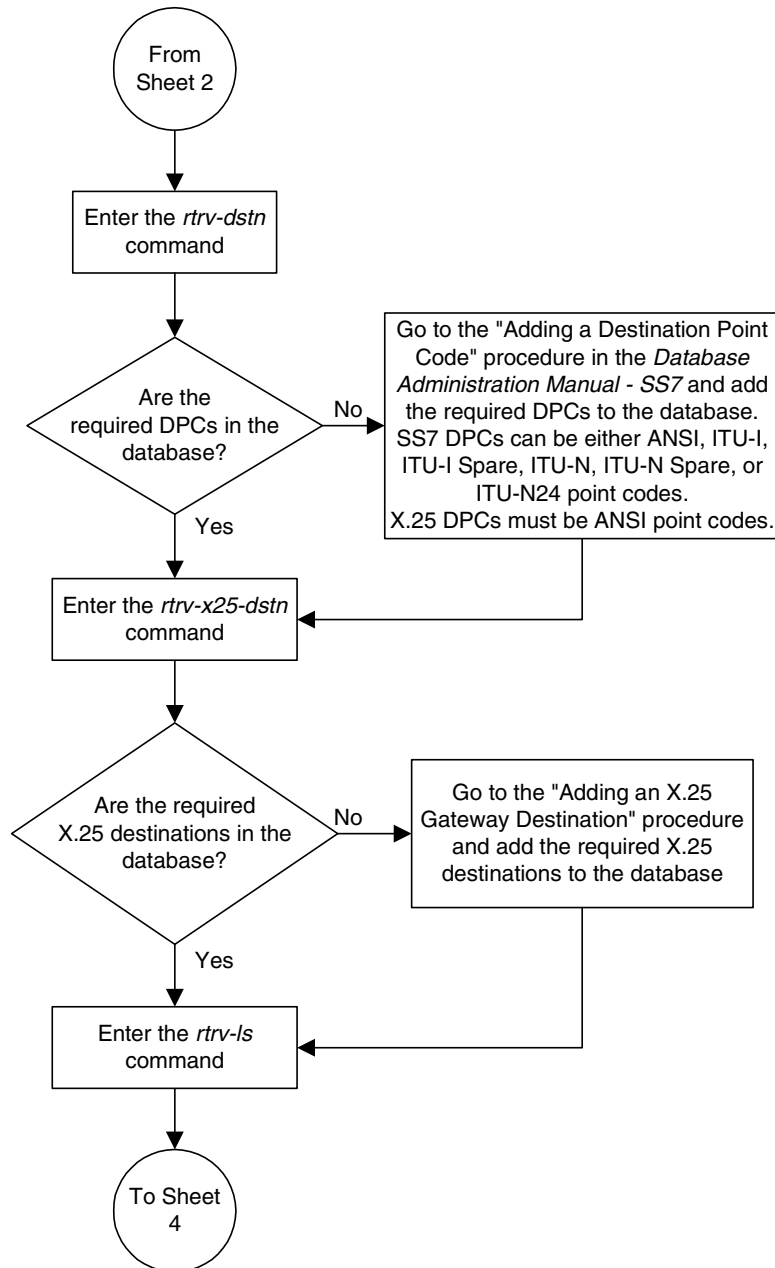 From
Sheet 2
Enter the rtrv-dstn
command
Are the
required DPCs in the
database?
No
Yes
Go to the "Adding a Destination Point
Code" procedure in the Database
Administration Manual - SS7 and add
the required DPCs to the database.
SS7 DPCs can be either ANSI, ITU-I,
ITU-I Spare, ITU-N, ITU-N Spare, or
ITU-N24 point codes.
X.25 DPCs must be ANSI point codes.
Enter the rtrv-x25-dstn
command
Are the required
X.25 destinations in the
database?
No
Yes
Go to the "Adding an X.25
Gateway Destination" procedure
and add the required X.25
destinations to the database
Enter the rtrv-ls
command
To Sheet
4